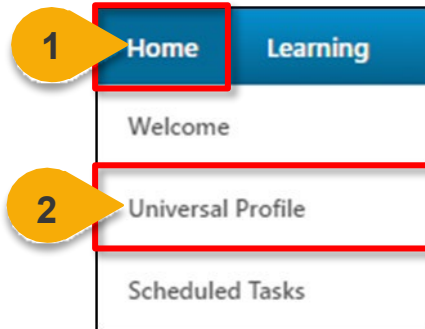 1 Home Learning
Welcome
2 Universal Profile
Scheduled Tasks